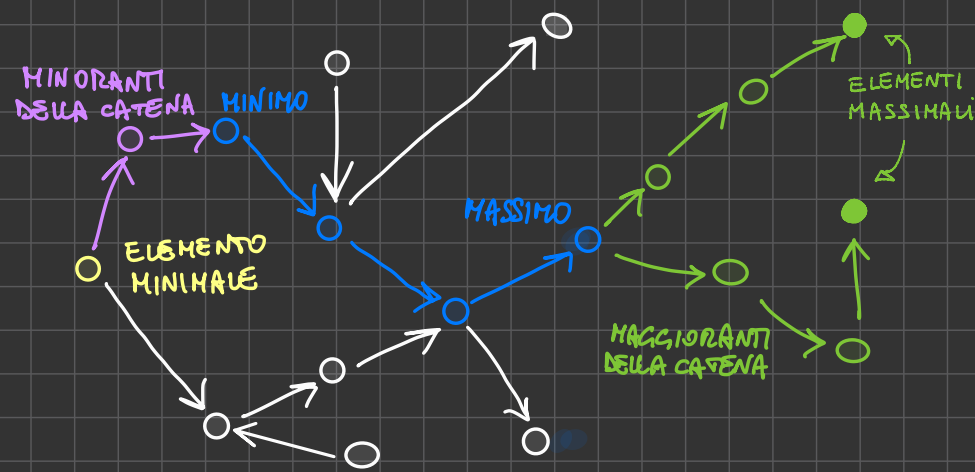 MINORANTI
DELLA CATENA
MINIMO
ELEMENTO
MINIMALE
MASSIMO
ELEMENTI
MASSIMALI
MAGGIORANTI
DELLA CATENA